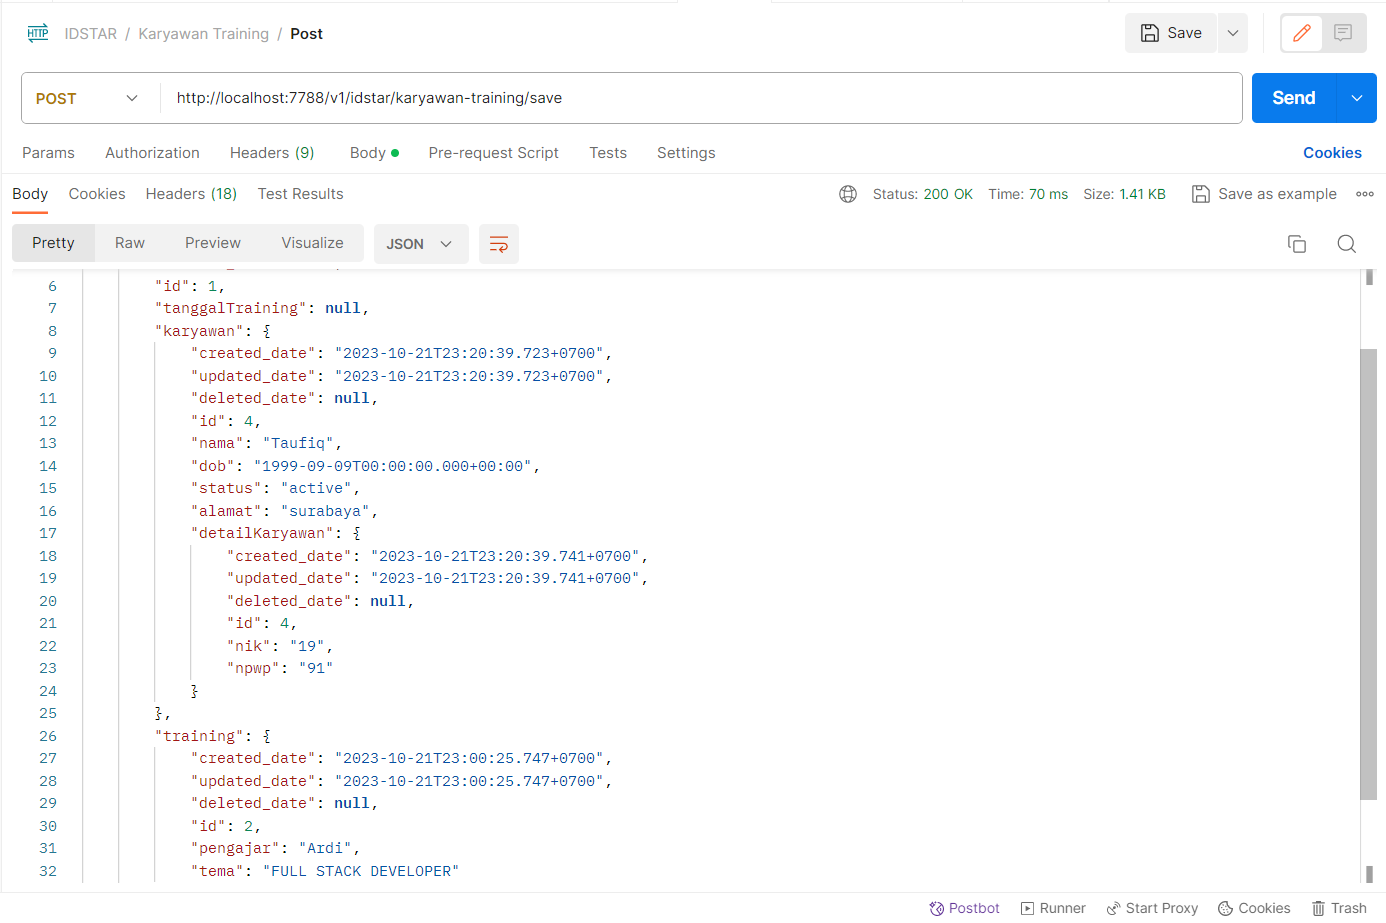 HTTP IDSTAR / Karyawan Training / Post Save
POST http://localhost:7788/v1/idstar/karyawan-training/save Send
Params Authorization Headers (9) Body Pre-request Script Tests Settings Cookies
Body Cookies Headers (18) Test Results Status: 200 OK Time: 70 ms Size: 1.41 KB Save as example
Pretty Raw Preview Visualize JSON
6 "id": 1,
7 "tanggalTraining": null,
8 "karyawan": {
9 "created_date": "2023-10-21T23:20:39.723+0700",
10 "updated_date": "2023-10-21T23:20:39.723+0700",
11 "deleted_date": null,
12 "id": 4,
13 "nama": "Taufiq",
14 "dob": "1999-09-09T00:00:00.000+00:00",
15 "status": "active",
16 "alamat": "surabaya",
17 "detailKaryawan": {
18 "created_date": "2023-10-21T23:20:39.741+0700",
19 "updated_date": "2023-10-21T23:20:39.741+0700",
20 "deleted_date": null,
21 "id": 4,
22 "nik": "19",
23 "npwp": "91"
24 }
25 },
26 "training": {
27 "created_date": "2023-10-21T23:00:25.747+0700",
28 "updated_date": "2023-10-21T23:00:25.747+0700",
29 "deleted_date": null,
30 "id": 2,
31 "pengajar": "Ardi",
32 "tema": "FULL STACK DEVELOPER"
Postbot Runner Start Proxy Cookies Trash